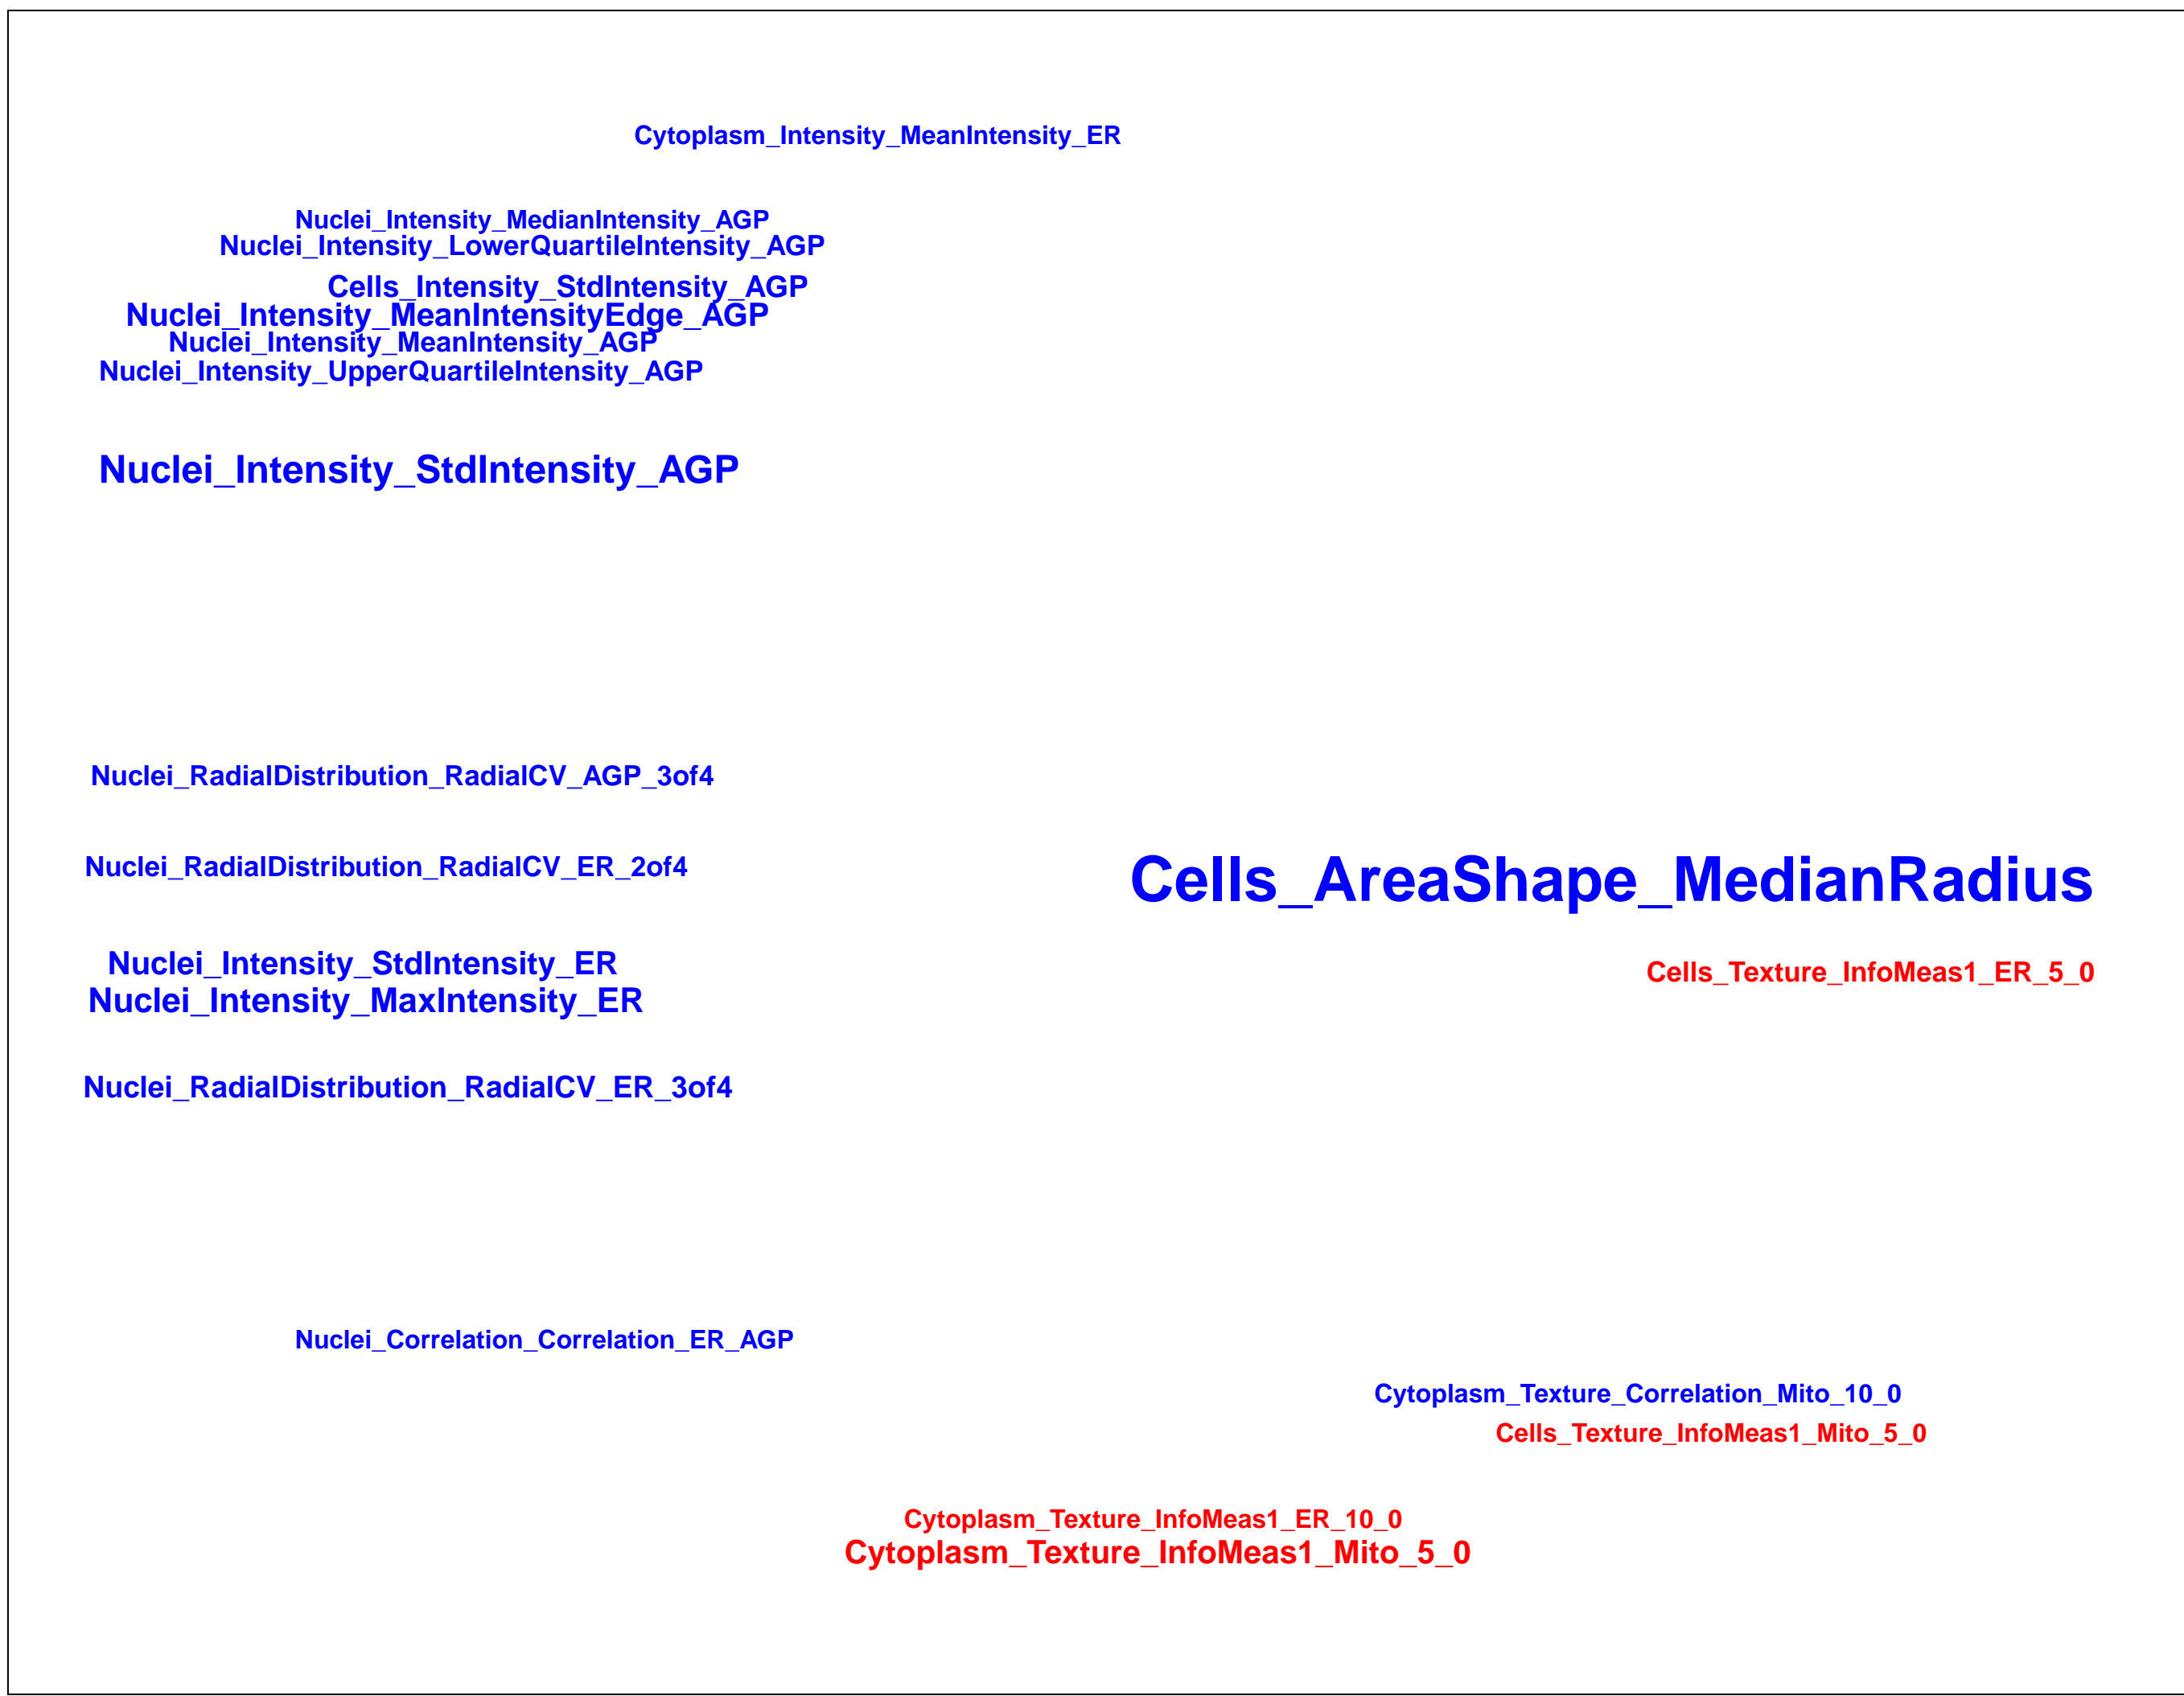 Cytoplasm_Intensity_MeanIntensity_ER
Nuclei_Intensity_MedianIntensity_AGP
Nuclei_Intensity_LowerQuartileIntensity_AGP
Cells_Intensity_StdIntensity_AGP
Nuclei_Intensity_MeanIntensityEdge_AGP
Nuclei_Intensity_MeanIntensity_AGP
Nuclei_Intensity_UpperQuartileIntensity_AGP
Nuclei_Intensity_StdIntensity_AGP
Nuclei_RadialDistribution_RadialCV_AGP_3of4
Nuclei_RadialDistribution_RadialCV_ER_2of4
Cells_AreaShape_MedianRadius
Nuclei_Intensity_StdIntensity_ER
Cells_Texture_InfoMeas1_ER_5_0
Nuclei_Intensity_MaxIntensity_ER
Nuclei_RadialDistribution_RadialCV_ER_3of4
Nuclei_Correlation_Correlation_ER_AGP
Cytoplasm_Texture_Correlation_Mito_10_0
Cells_Texture_InfoMeas1_Mito_5_0
Cytoplasm_Texture_InfoMeas1_ER_10_0
Cytoplasm_Texture_InfoMeas1_Mito_5_0